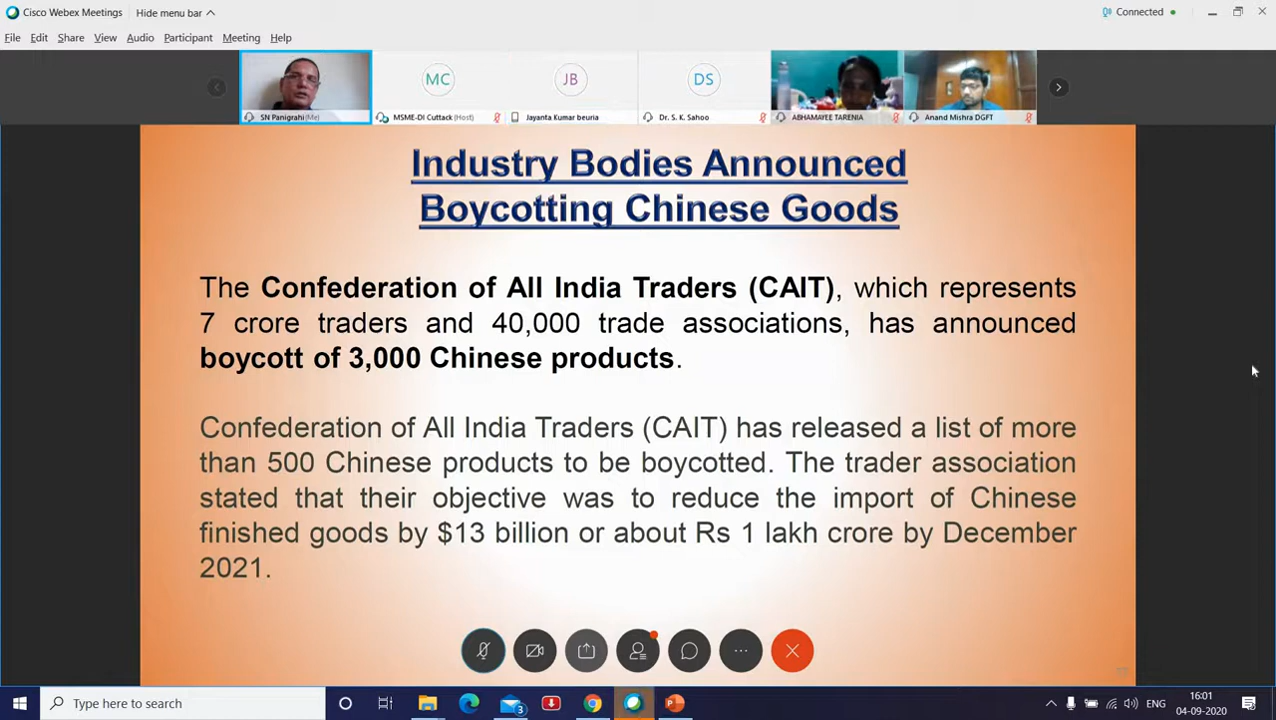 Cisco Webex Meetings
Hide menu bar
Connected
File Edit Share View Audio Participant Meeting Help
MC JB DS
SN Panigrahi (Me)
MSME-DI Cuttack (Host)
Jayanta Kumar beuria
Dr. S. K. Sahoo
ABHAMAYEE TARENIA
Anand Mishra DGFT
Industry Bodies Announced
Boycotting Chinese Goods
The Confederation of All India Traders (CAIT), which represents
7 crore traders and 40,000 trade associations, has announced
boycott of 3,000 Chinese products.
Confederation of All India Traders (CAIT) has released a list of more
than 500 Chinese products to be boycotted. The trader association
stated that their objective was to reduce the import of Chinese
finished goods by $13 billion or about Rs 1 lakh crore by December
2021.
Type here to search
3
ENG
16:01
04-09-2020